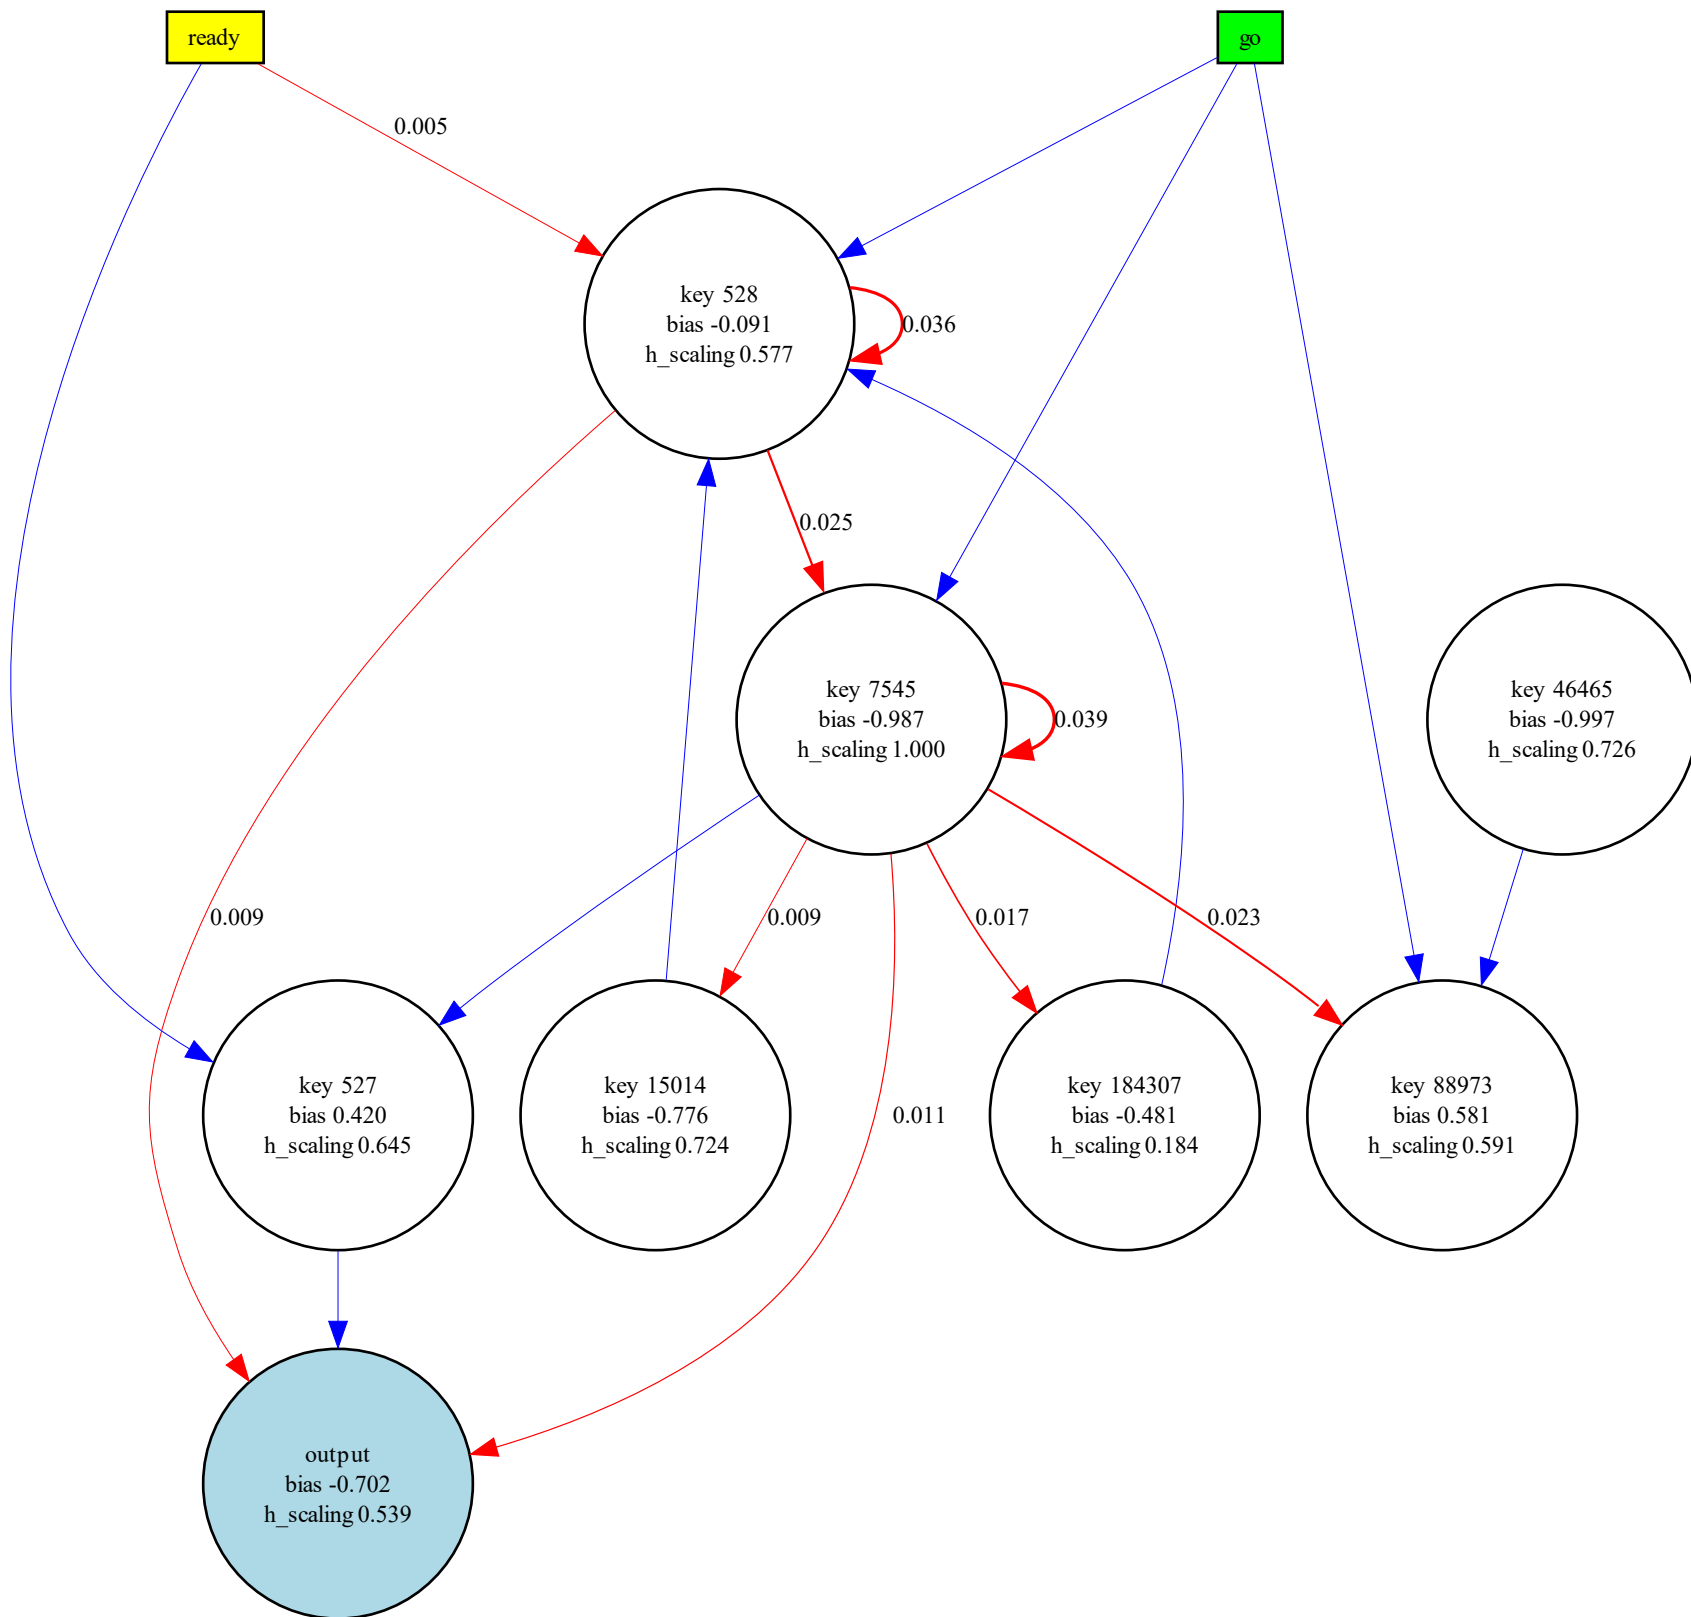 ready
go
0.005
key 528
bias -0.091
h_scaling 0.577
0.036
0.025
key 7545
bias -0.987
h_scaling 1.000
0.039
key 46465
bias -0.997
h_scaling 0.726
0.009
0.009
0.017
0.023
key 527
bias 0.420
h_scaling 0.645
key 15014
bias -0.776
h_scaling 0.724
0.011
key 184307
bias -0.481
h_scaling 0.184
key 88973
bias 0.581
h_scaling 0.591
output
bias -0.702
h_scaling 0.539